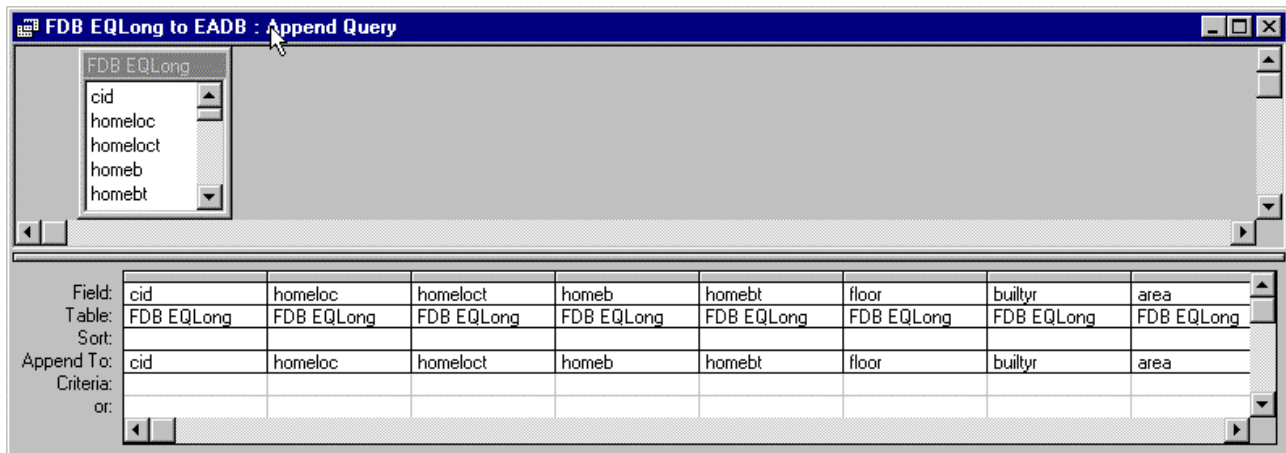 FDB EQLong to EADB : Append Query
FDB EQLong
cid
homeloc
homeloct
homeb
homebt
Field: cid homeloc homeloct homeb homebt floor builtyr area
Table: FDB EQLong FDB EQLong FDB EQLong FDB EQLong FDB EQLong FDB EQLong FDB EQLong FDB EQLong
Sort:
Append To: cid homeloc homeloct homeb homebt floor builtyr area
Criteria:
or: